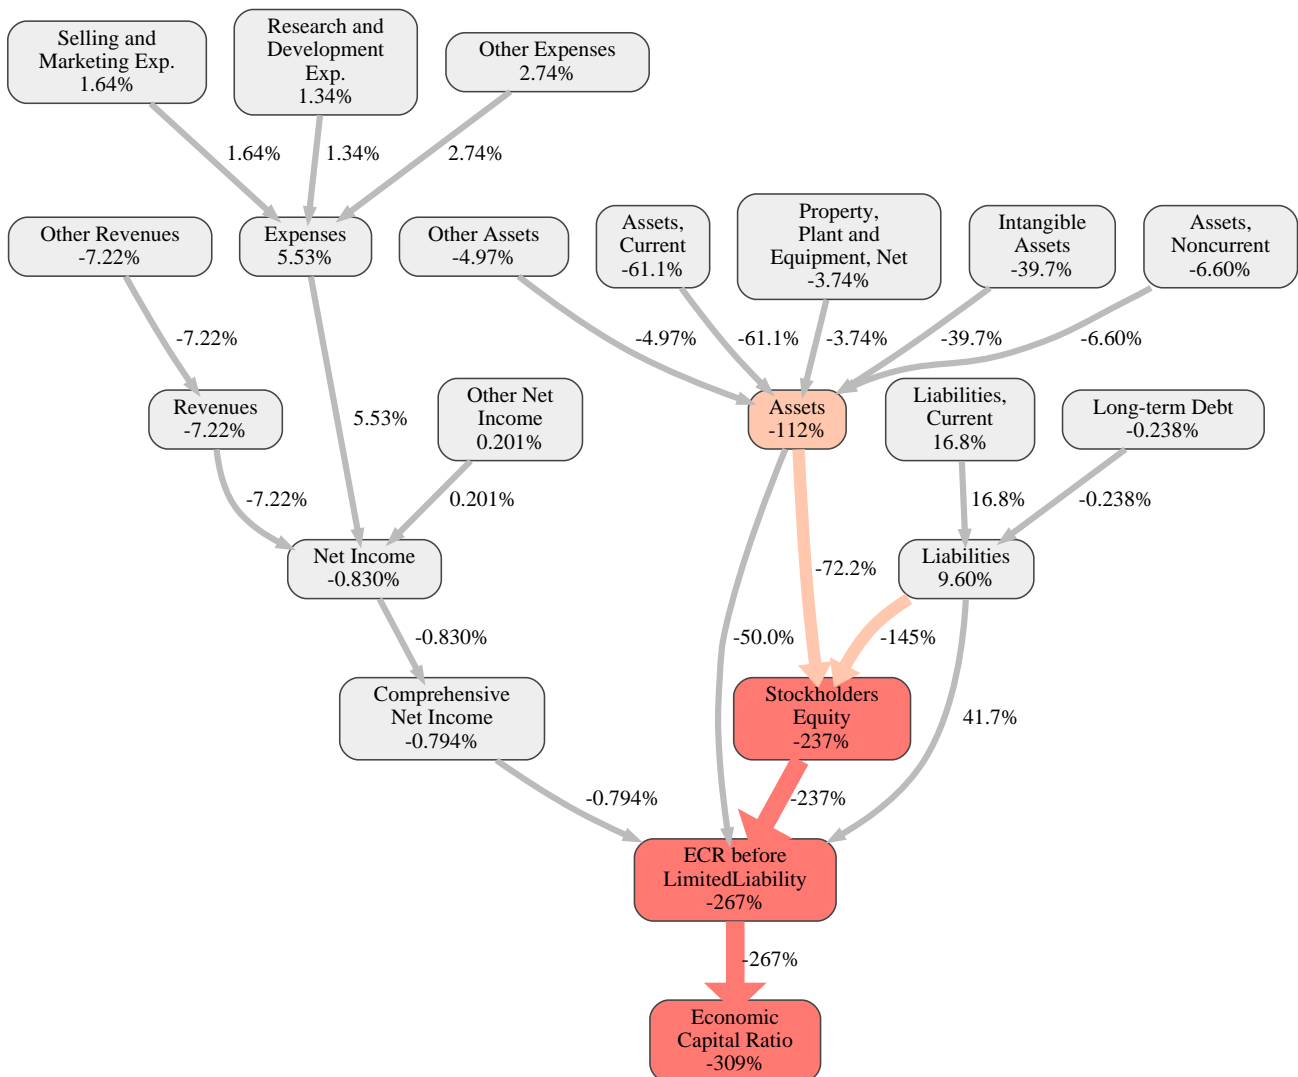 Selling and
Marketing Exp.
1.64%
Research and
Development
Exp.
1.34%
Other Expenses
2.74%
1.64%
1.34%
2.74%
Other Revenues
-7.22%
Expenses
5.53%
Other Assets
-4.97%
Assets,
Current
-61.1%
Property,
Plant and
Equipment, Net
-3.74%
Intangible
Assets
-39.7%
Assets,
Noncurrent
-6.60%
-7.22%
-4.97%
-61.1%
-3.74%
-39.7%
-6.60%
Revenues
-7.22%
5.53%
Other Net
Income
0.201%
Assets
-112%
Liabilities,
Current
16.8%
Long-term Debt
-0.238%
-7.22%
0.201%
16.8%
-0.238%
Net Income
-0.830%
-72.2%
Liabilities
9.60%
-0.830%
-50.0%
-145%
Comprehensive
Net Income
-0.794%
Stockholders
Equity
-237%
41.7%
-0.794%
-237%
ECR before
LimitedLiability
-267%
-267%
Economic
Capital Ratio
-309%